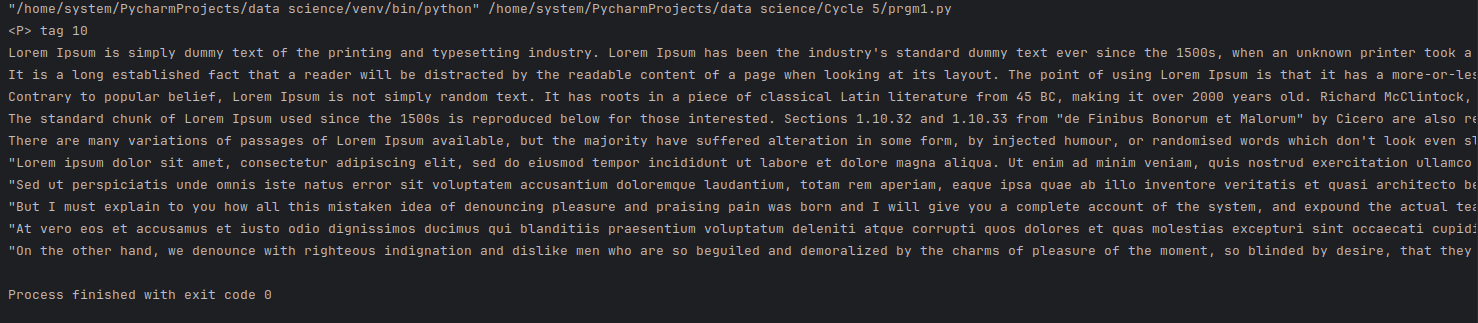 "/home/system/PycharmProjects/data science/venv/bin/python" /home/system/PycharmProjects/data science/Cycle 5/prgm1.py
<P> tag 10
Lorem Ipsum is simply dummy text of the printing and typesetting industry. Lorem Ipsum has been the industry's standard dummy text ever since the 1500s, when an unknown printer took a
It is a long established fact that a reader will be distracted by the readable content of a page when looking at its layout. The point of using Lorem Ipsum is that it has a more-or-les
Contrary to popular belief, Lorem Ipsum is not simply random text. It has roots in a piece of classical Latin literature from 45 BC, making it over 2000 years old. Richard McClintock,
The standard chunk of Lorem Ipsum used since the 1500s is reproduced below for those interested. Sections 1.10.32 and 1.10.33 from "de Finibus Bonorum et Malorum" by Cicero are also re
There are many variations of passages of Lorem Ipsum available, but the majority have suffered alteration in some form, by injected humour, or randomised words which don't look even sl
"Lorem ipsum dolor sit amet, consectetur adipiscing elit, sed do eiusmod tempor incididunt ut labore et dolore magna aliqua. Ut enim ad minim veniam, quis nostrud exercitation ullamco
"Sed ut perspiciatis unde omnis iste natus error sit voluptatem accusantium doloremque laudantium, totam rem aperiam, eaque ipsa quae ab illo inventore veritatis et quasi architecto be
"But I must explain to you how all this mistaken idea of denouncing pleasure and praising pain was born and I will give you a complete account of the system, and expound the actual tea
"At vero eos et accusamus et iusto odio dignissimos ducimus qui blanditiis praesentium voluptatum deleniti atque corrupti quos dolores et quas molestias excepturi sint occaecati cupidi
"On the other hand, we denounce with righteous indignation and dislike men who are so beguiled and demoralized by the charms of pleasure of the moment, so blinded by desire, that they
Process finished with exit code 0